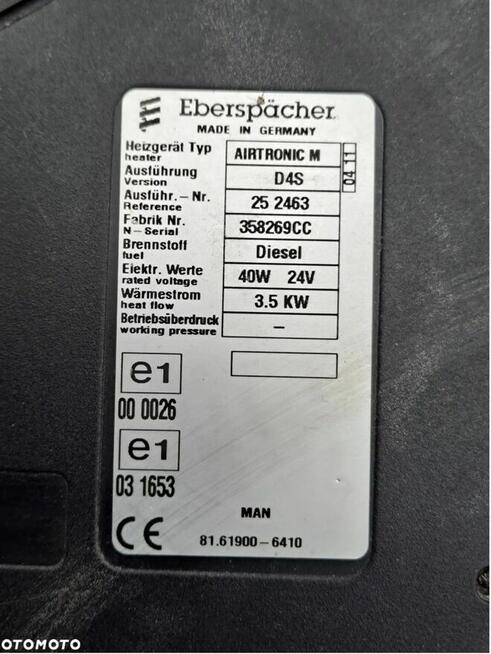 Eberspächer
MADE IN GERMANY
Heizgerät Typ AIRTRONIC M 04 11
heater
Ausführung D4S
Version
Ausführ.-Nr. 25 2463
Reference
Fabrik Nr. 358269CC
N-Serial
Brennstoff Diesel
fuel
Elektr. Werte 40W 24V
rated voltage
Wärmestrom 3.5 KW
heat flow
Betriebsüberdruck –
working pressure
e1
00 0026
e1
03 1653
MAN
CE 81.61900-6410
OTOMOTO